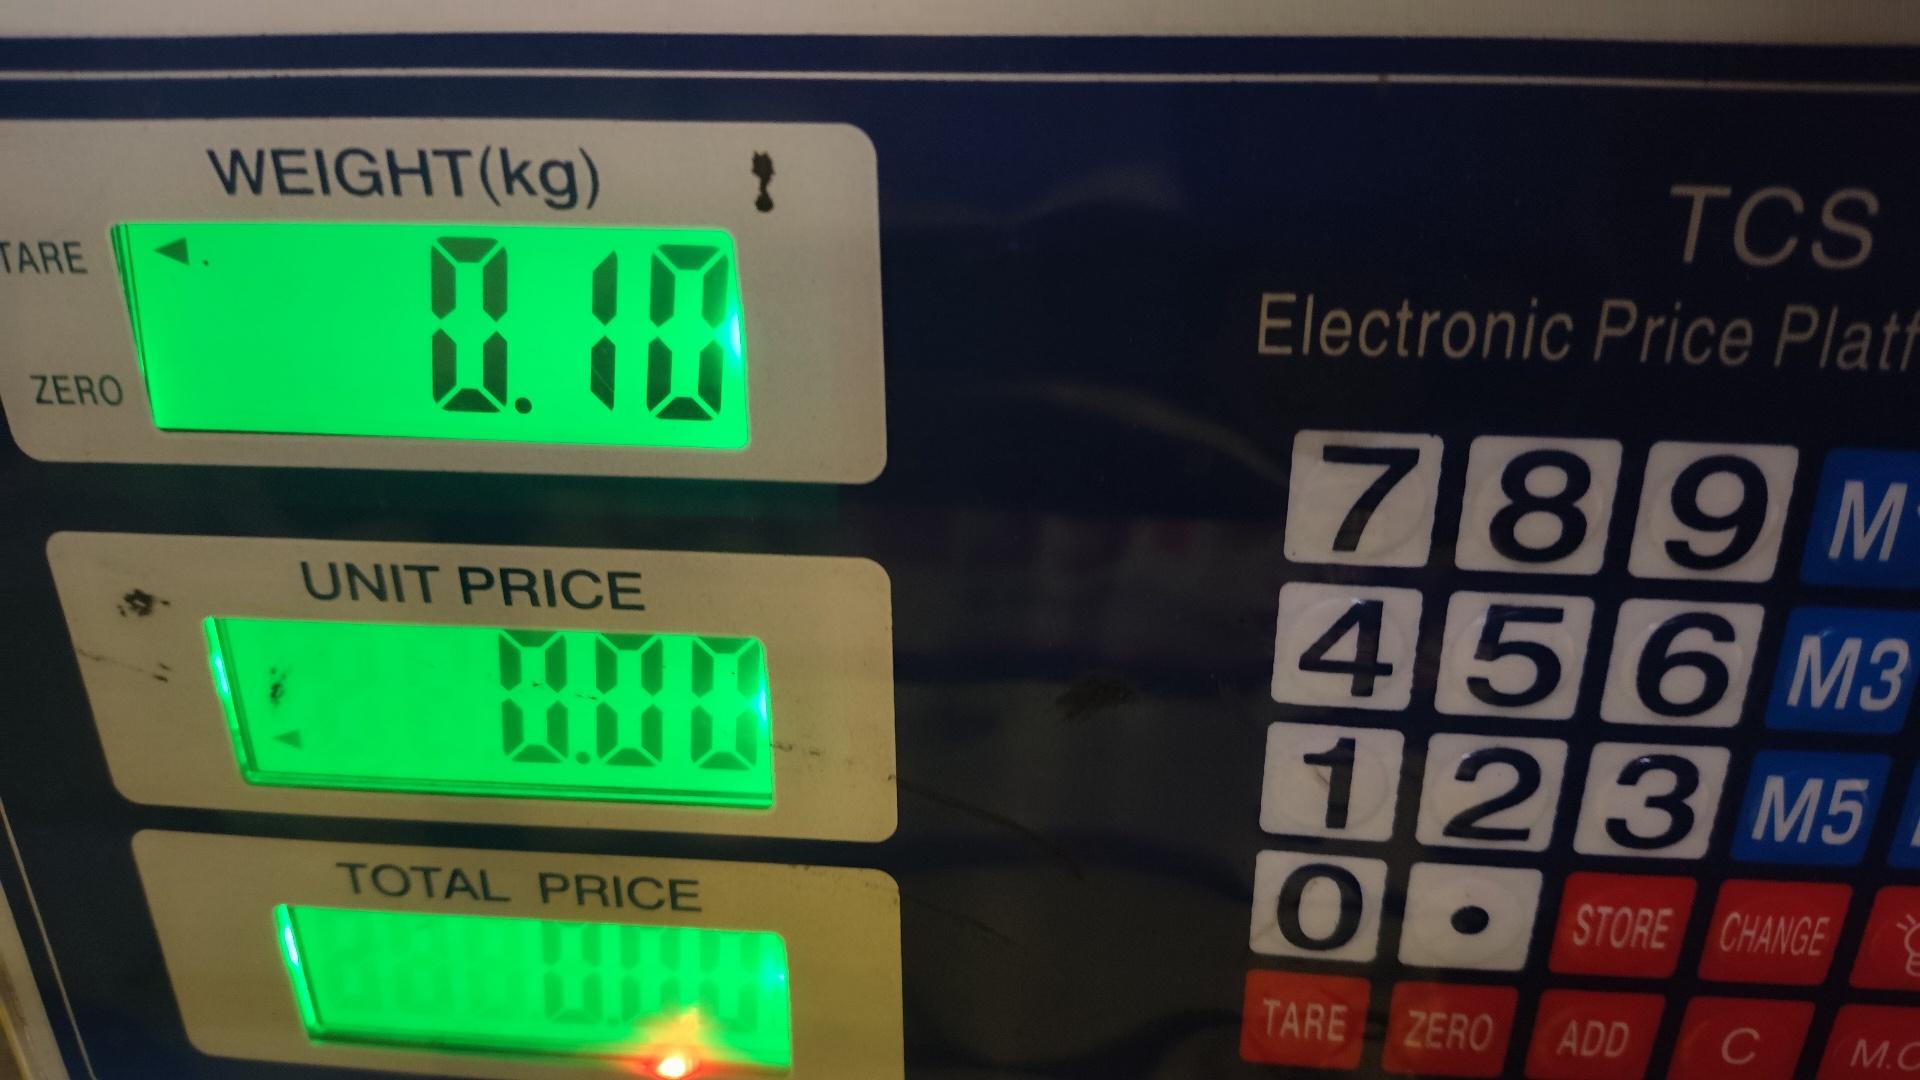 WEIGHT(kg)
TARE
0.10
ZERO
UNIT PRICE
0.00
TOTAL PRICE
TCS
Electronic Price
7 8 9
4 5 6 M3
1 2 3 M5
0 . STORE CHANGE
TARE ZERO ADD C